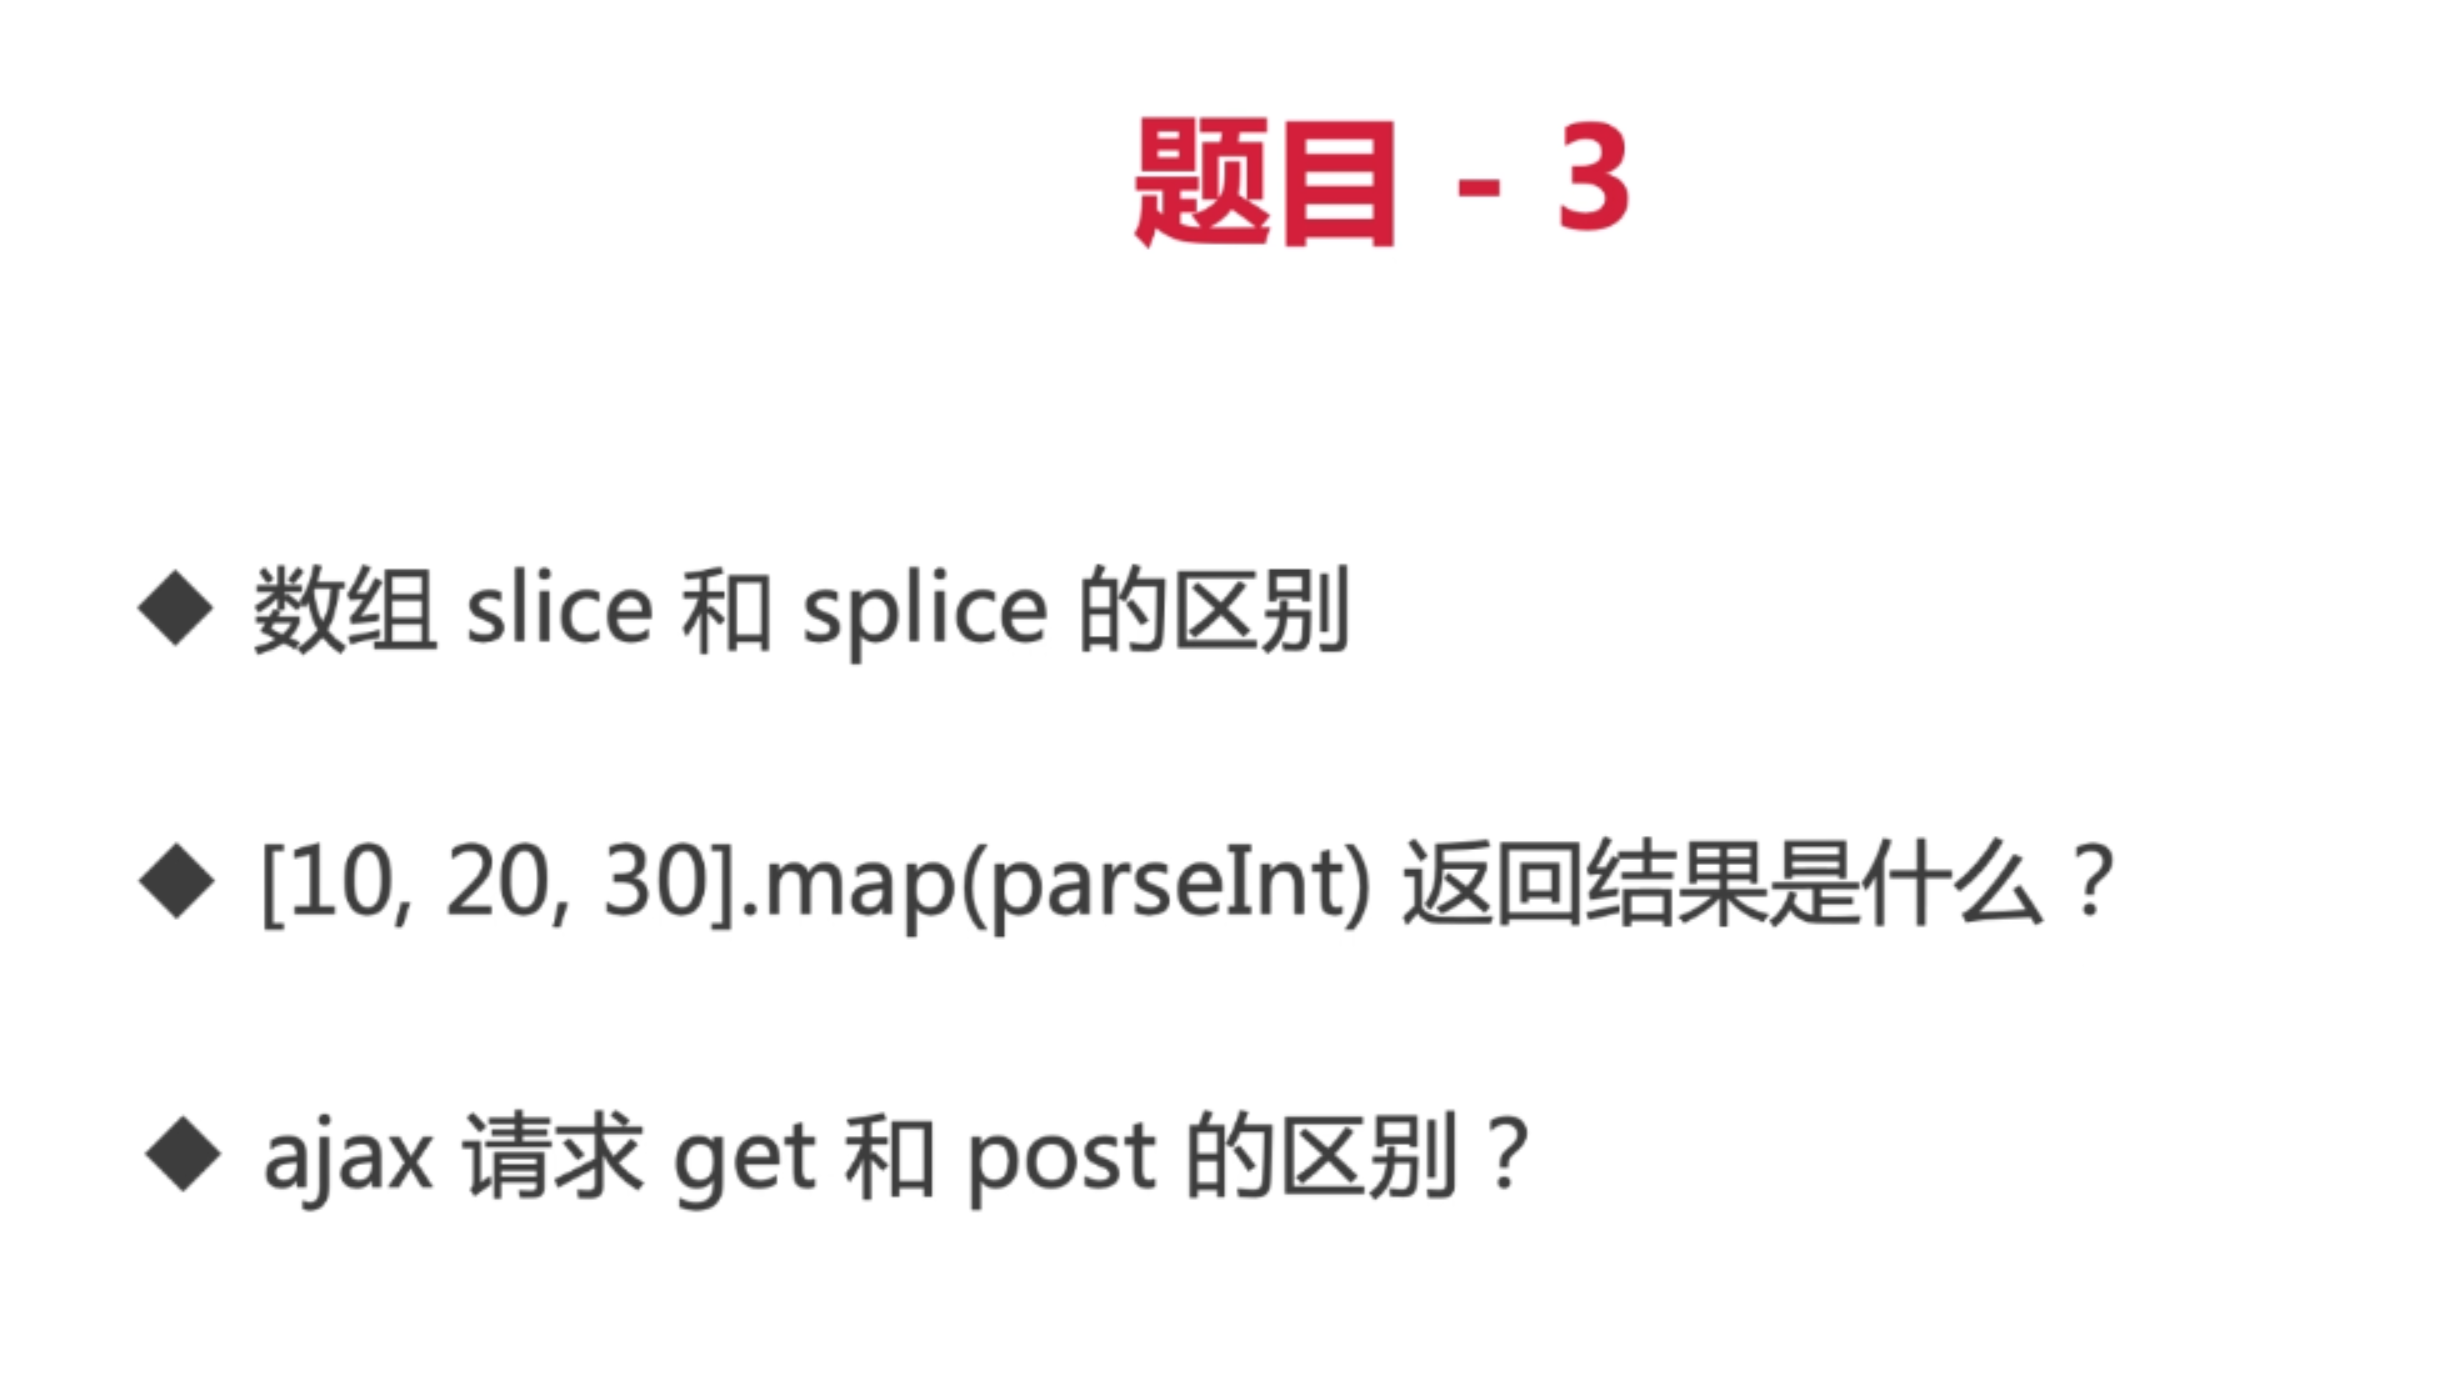 题目 - 3
◆ 数组 slice 和 splice 的区别
◆ [10, 20, 30].map(parseInt) 返回结果是什么？
◆ ajax 请求 get 和 post 的区别？